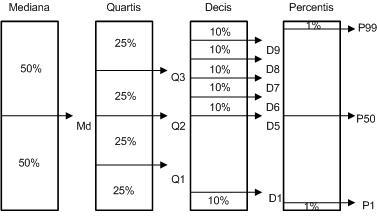 Mediana Quartis Decis Percentis
1% P99
25% 10%
10% D9
50% 10% D8
Q3 10% D7
25% 10% D6
Md Q2 D5 P50
25%
50%
Q1
25% 10% D1 1% P1